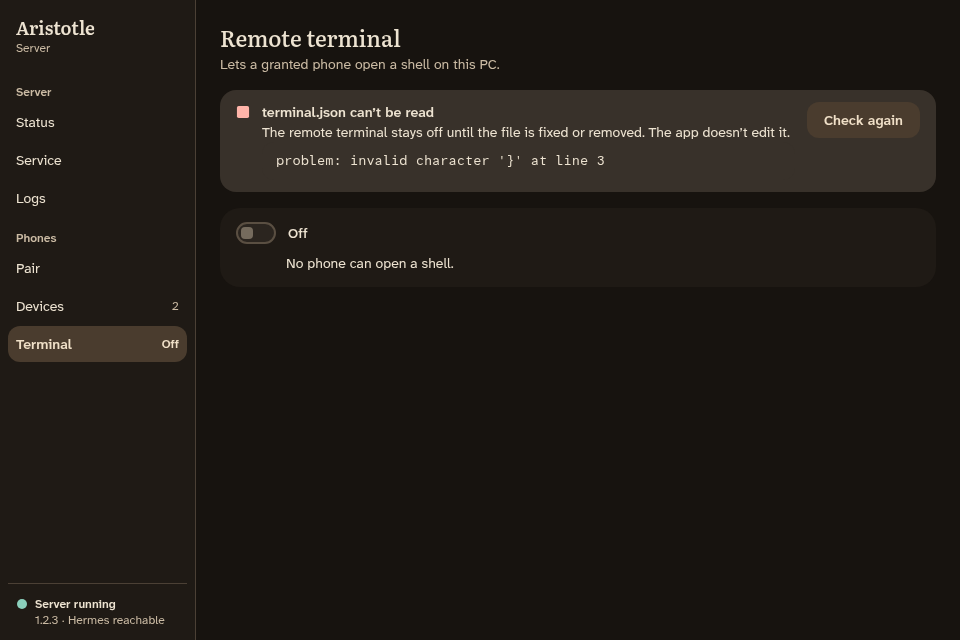 Aristotle
Server
Server
Status
Service
Logs
Phones
Pair
Devices 2
Terminal Off
Server running
1.2.3 · Hermes reachable
Remote terminal
Lets a granted phone open a shell on this PC.
terminal.json can’t be read
The remote terminal stays off until the file is fixed or removed. The app doesn’t edit it.
problem: invalid character '}' at line 3
Check again
Off
No phone can open a shell.